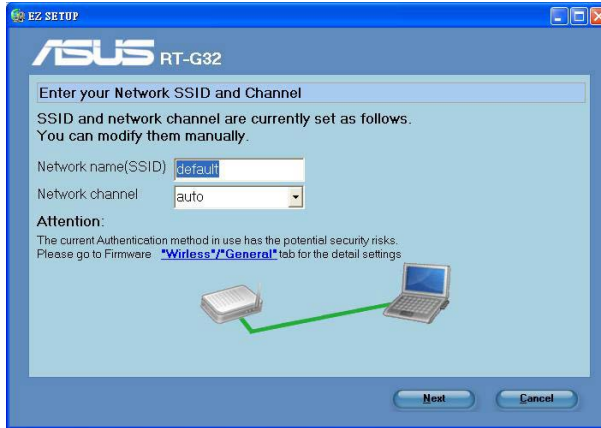 EZ SETUP
ASUS RT-G32
Enter your Network SSID and Channel
SSID and network channel are currently set as follows.
You can modify them manually.
Network name(SSID) default
Network channel auto
Attention:
The current Authentication method in use has the potential security risks.
Please go to Firmware "Wirless"/"General" tab for the detail settings
Next Cancel